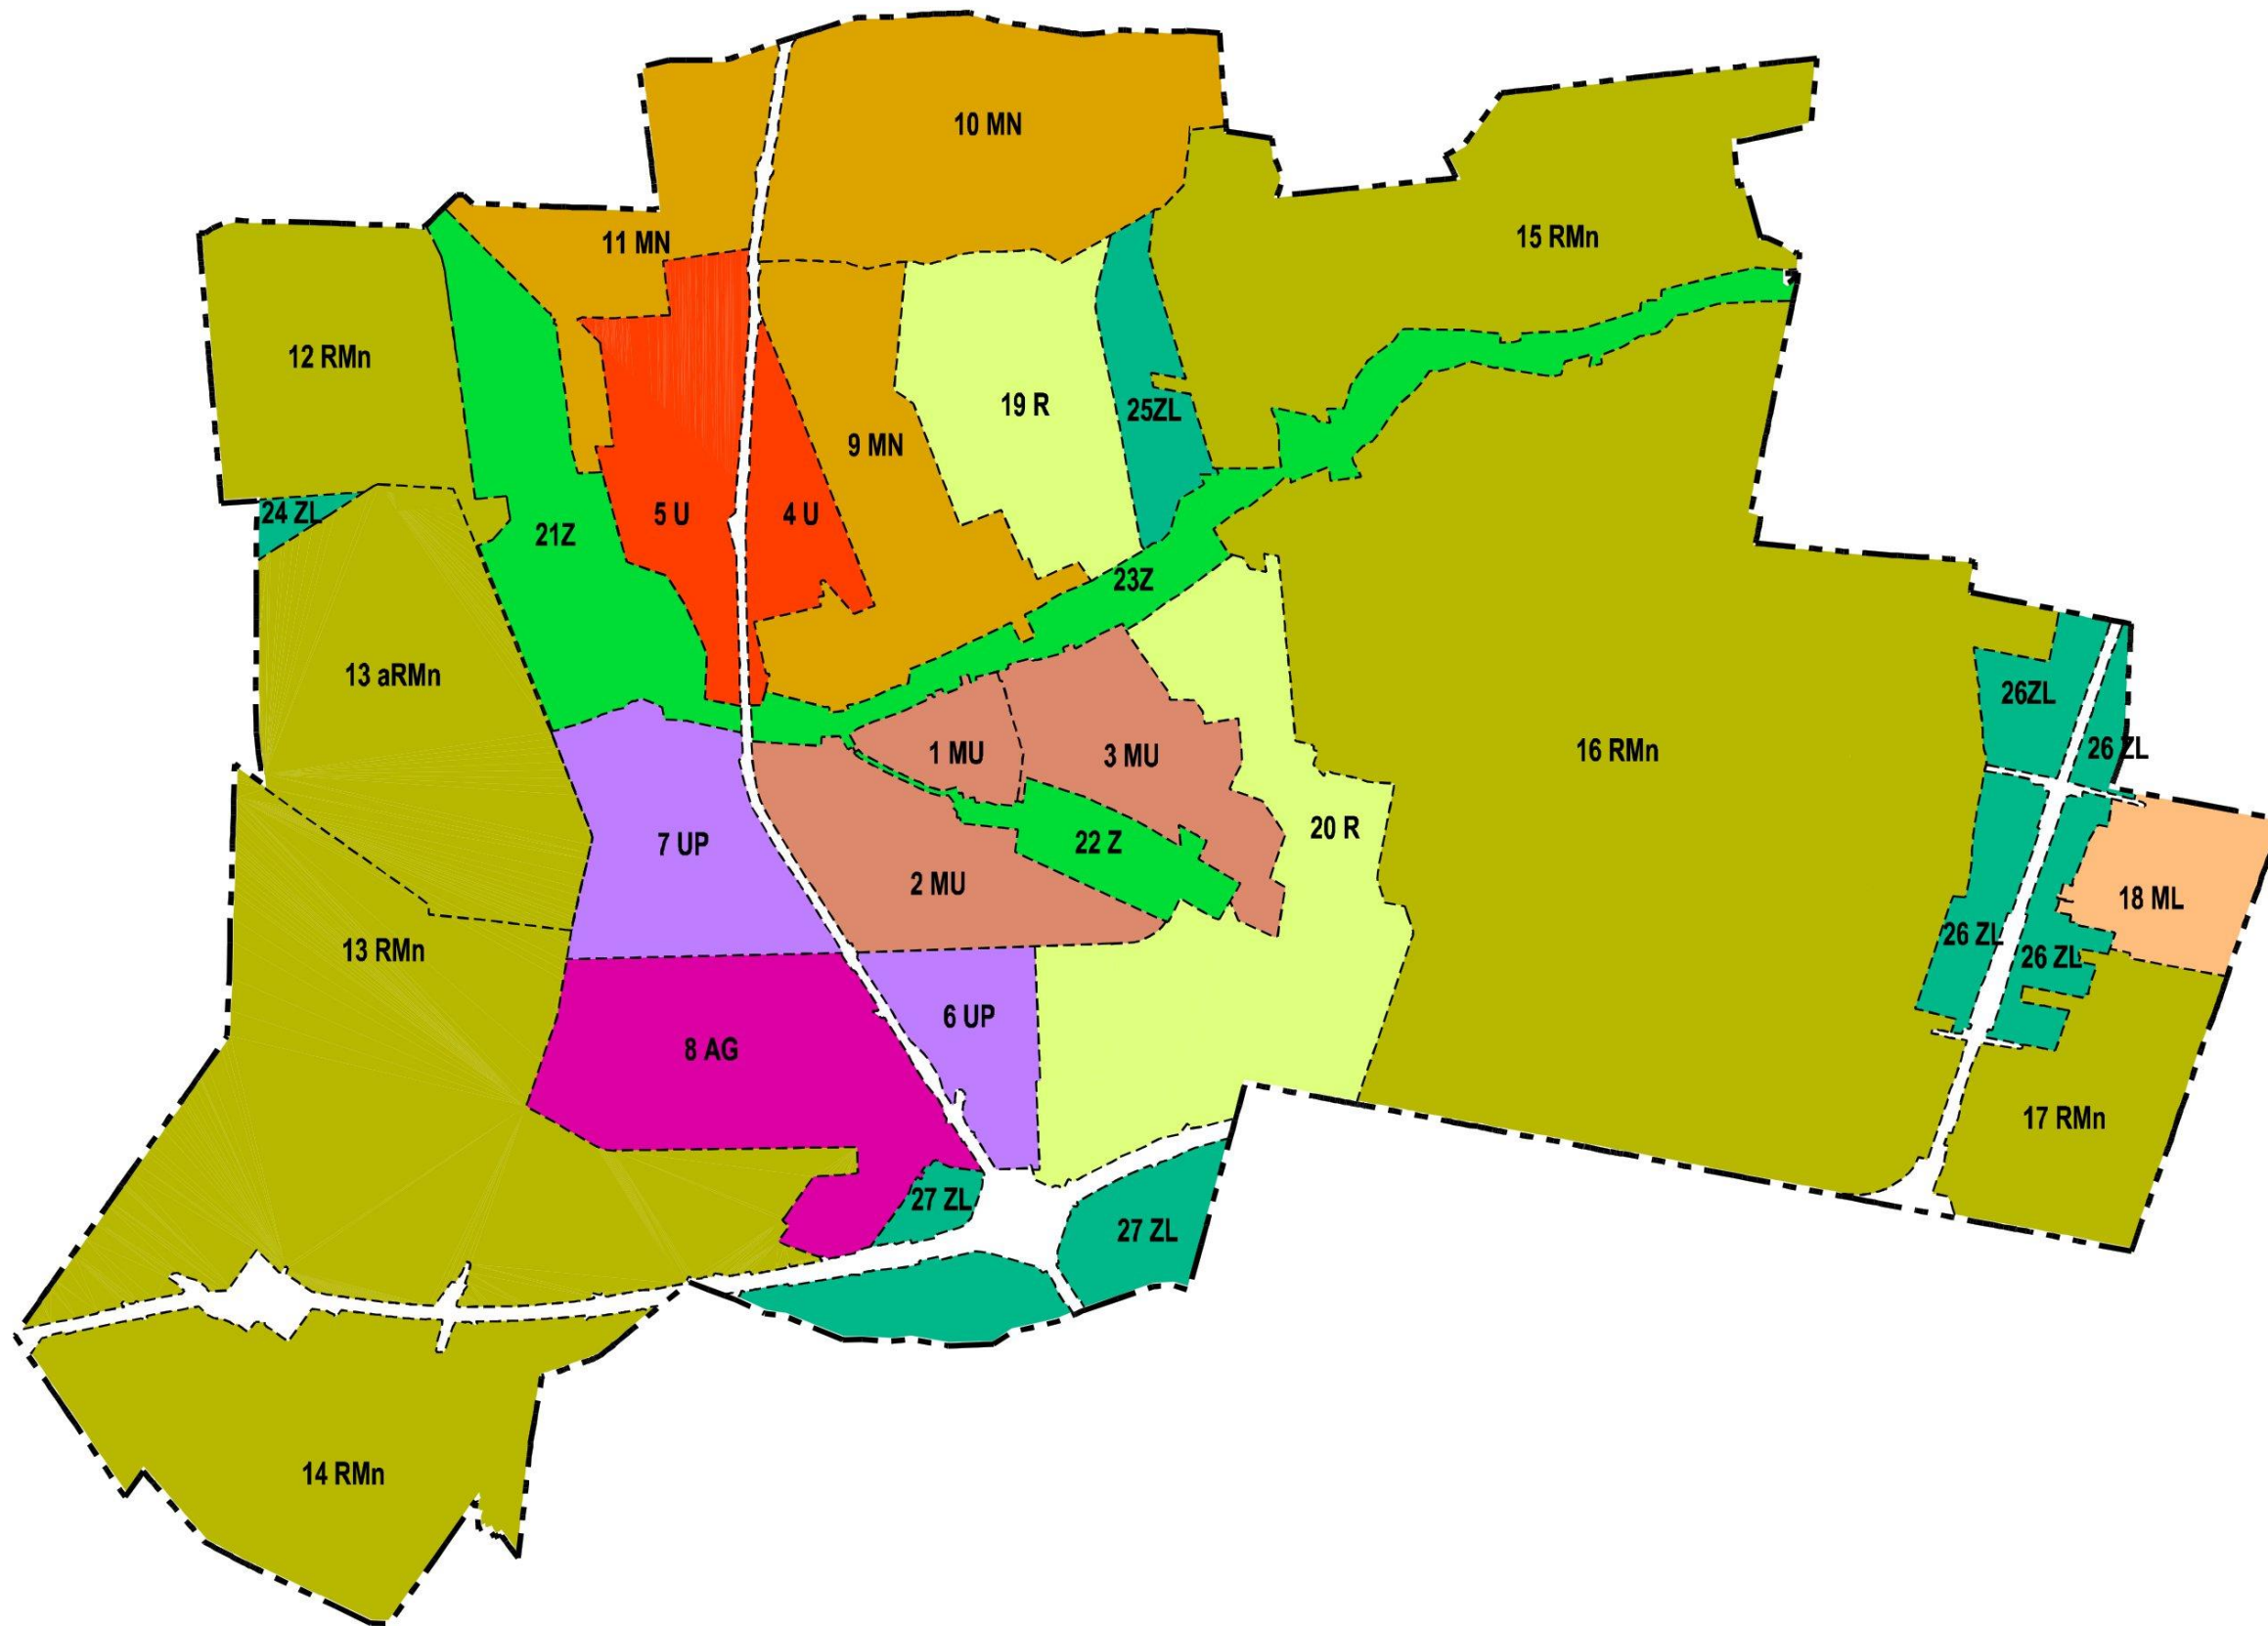 10 MN
15 RMn
11 MN
12 RMn
19 R
25ZL
9 MN
24 ZL
5 U
4 U
21Z
23Z
13 aRMn
26ZL
1 MU
3 MU
16 RMn
26 ZL
7 UP
22 Z
20 R
2 MU
18 ML
13 RMn
26 ZL
26 ZL
6 UP
8 AG
17 RMn
27 ZL
27 ZL
14 RMn